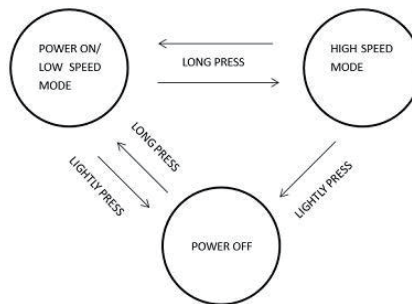 POWER ON/
LOW SPEED
MODE
LONG PRESS
HIGH SPEED
MODE
LONG PRESS
LIGHTLY PRESS
LIGHTLY PRESS
POWER OFF